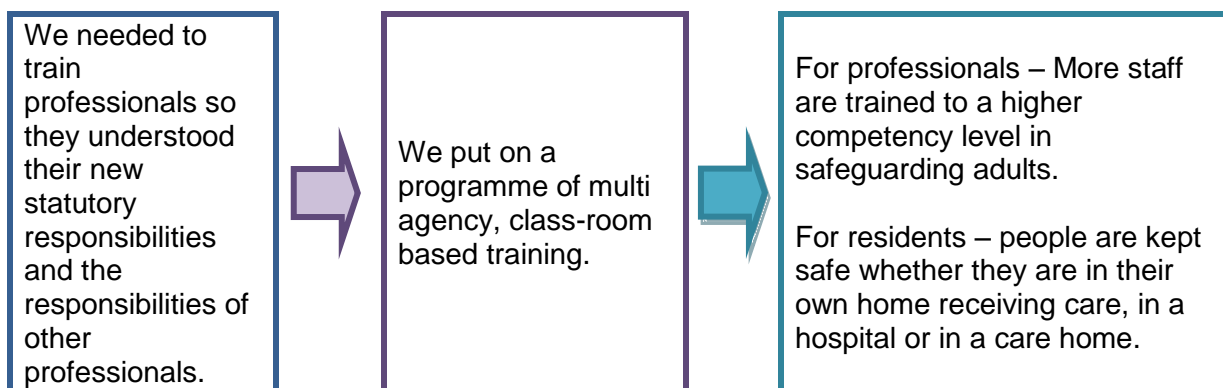 We needed to
train
professionals so
they understood
their new
statutory
responsibilities
and the
responsibilities of
other
professionals.
We put on a
programme of multi
agency, class-room
based training.
For professionals – More staff
are trained to a higher
competency level in
safeguarding adults.
For residents – people are kept
safe whether they are in their
own home receiving care, in a
hospital or in a care home.